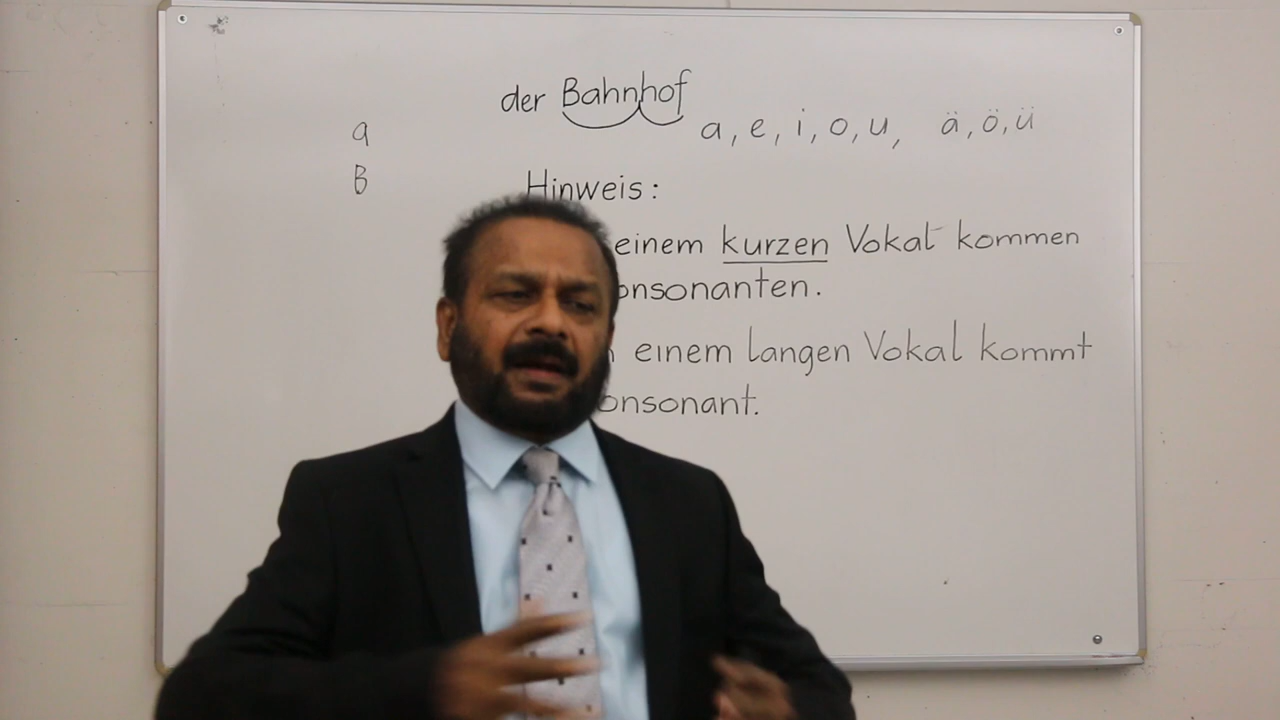 der Bahnhof
a
a, e, i, o, u, ä, ö, ü
B
Hinweis:
einem kurzen Vokal kommen
onsonanten.
einem langen Vokal kommt
onsonant.